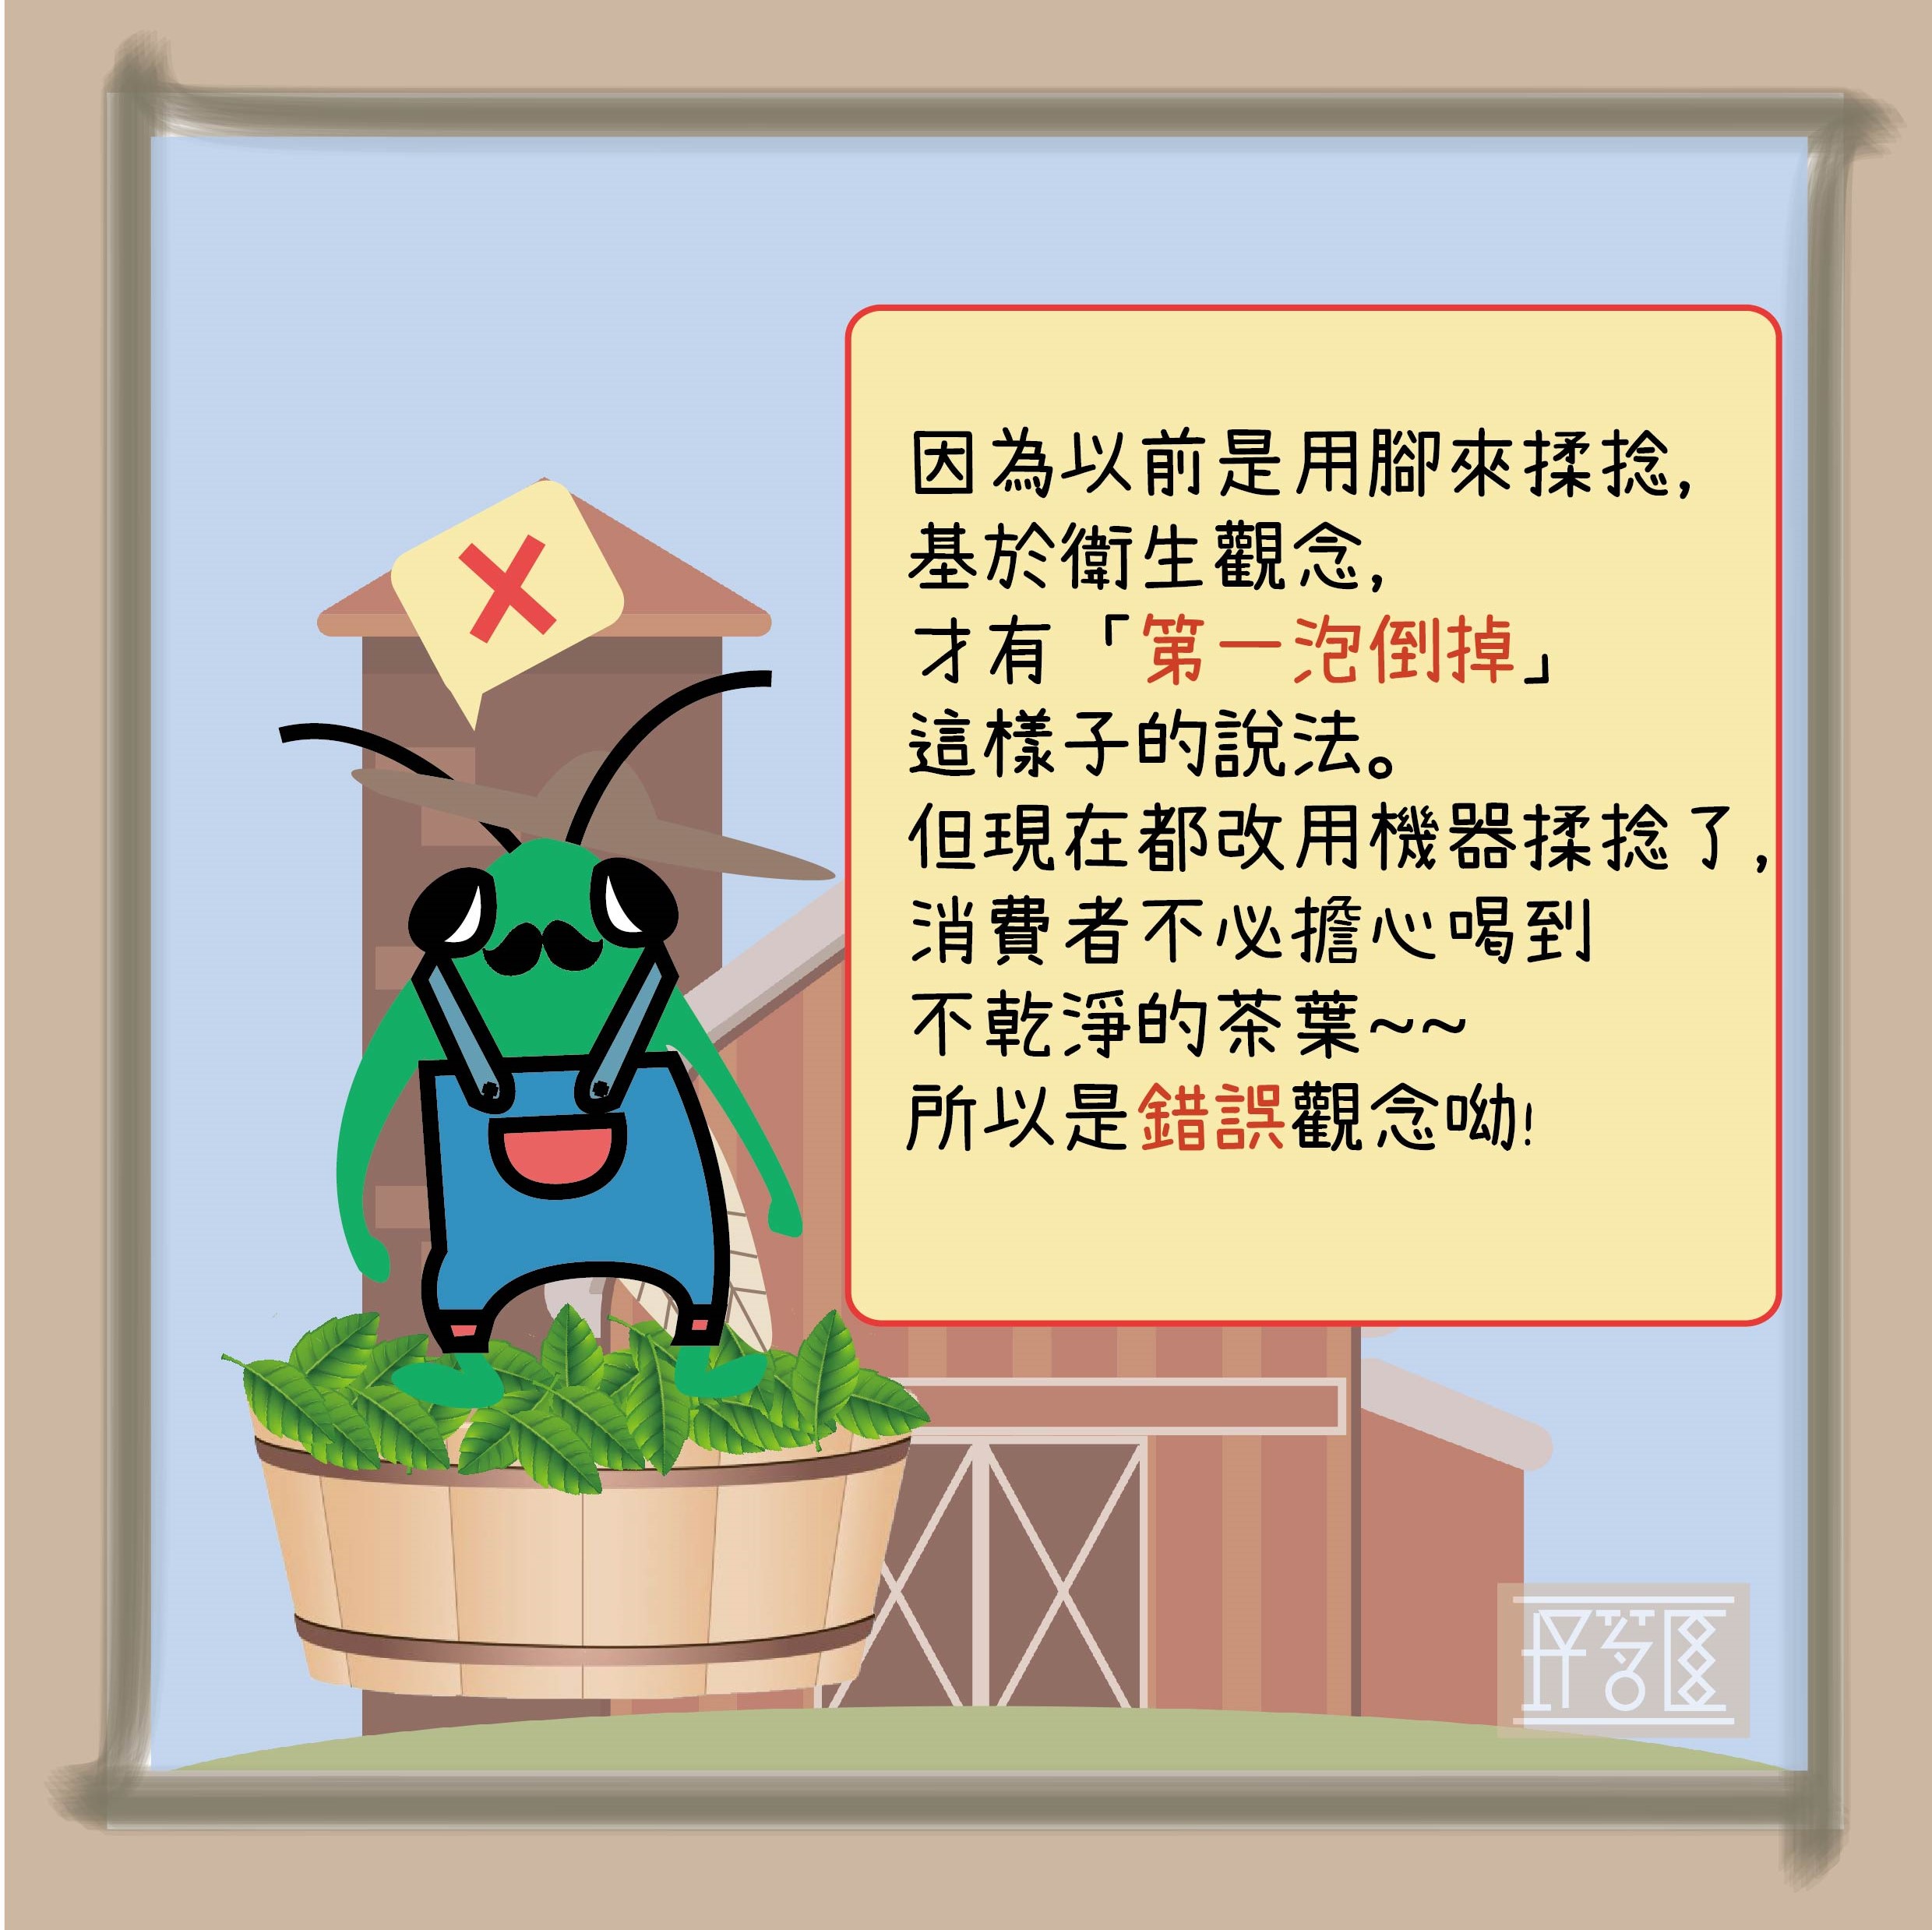 因為以前是用腳來揉捻,
基於衛生觀念,
才有「第一泡倒掉」
這樣子的說法。
但現在都改用機器揉捻了,
消費者不必擔心喝到
不乾淨的茶葉~~
所以是錯誤觀念呦!